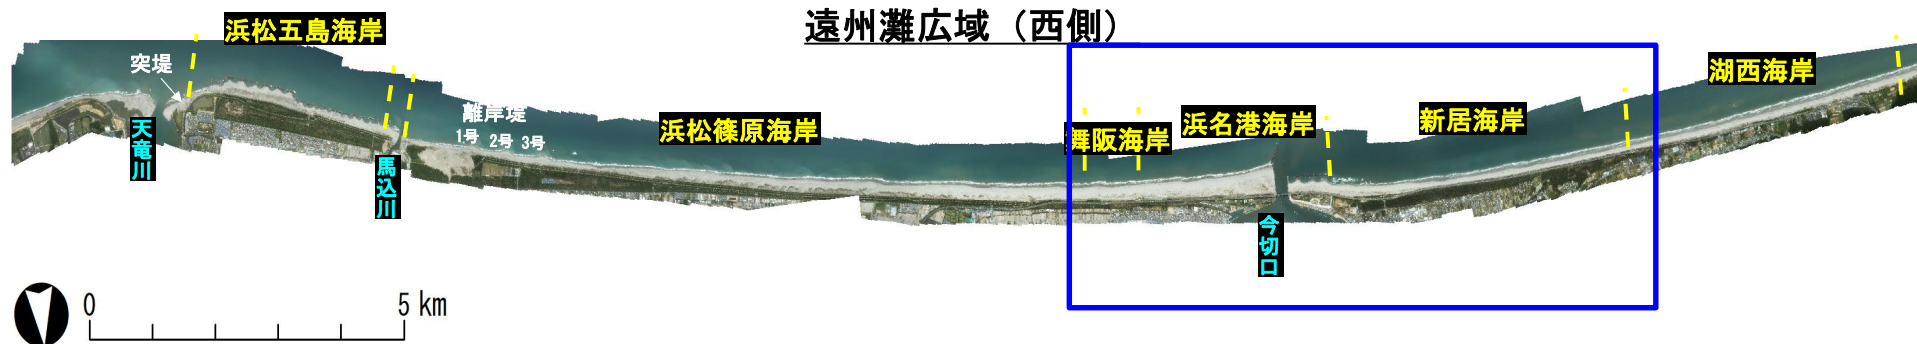 遠州灘広域（西側）
浜松五島海岸
突堤
天竜川
馬込川
離岸堤
1号 2号 3号
浜松篠原海岸
舞阪海岸
浜名港海岸
今切口
新居海岸
湖西海岸
0 5 km